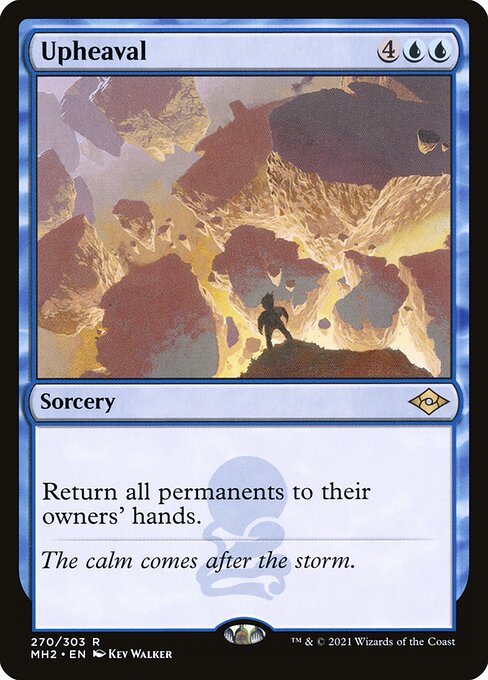 Upheaval 4
Sorcery
Return all permanents to their
owners' hands.
The calm comes after the storm.
270/303 R
MH2 • EN Kev Walker
™ & © 2021 Wizards of the Coast